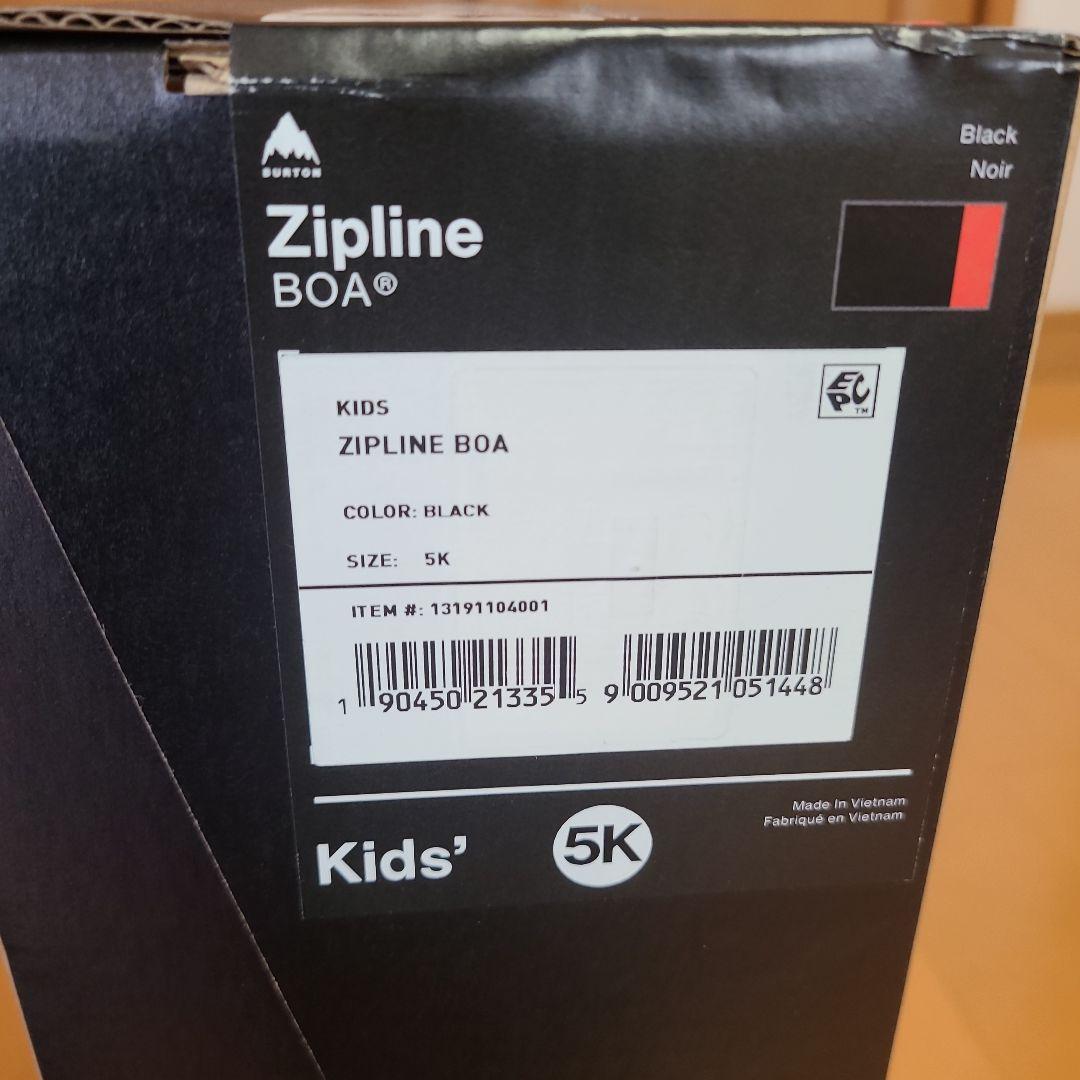 BURTON
Black
Noir
Zipline
BOA®
KIDS
ZIPLINE BOA
EPC™
COLOR: BLACK
SIZE: 5K
ITEM #: 13191104001
1 90450 21335 5 9 009521 051448
Made In Vietnam
Fabriqué en Vietnam
Kids’ 5K